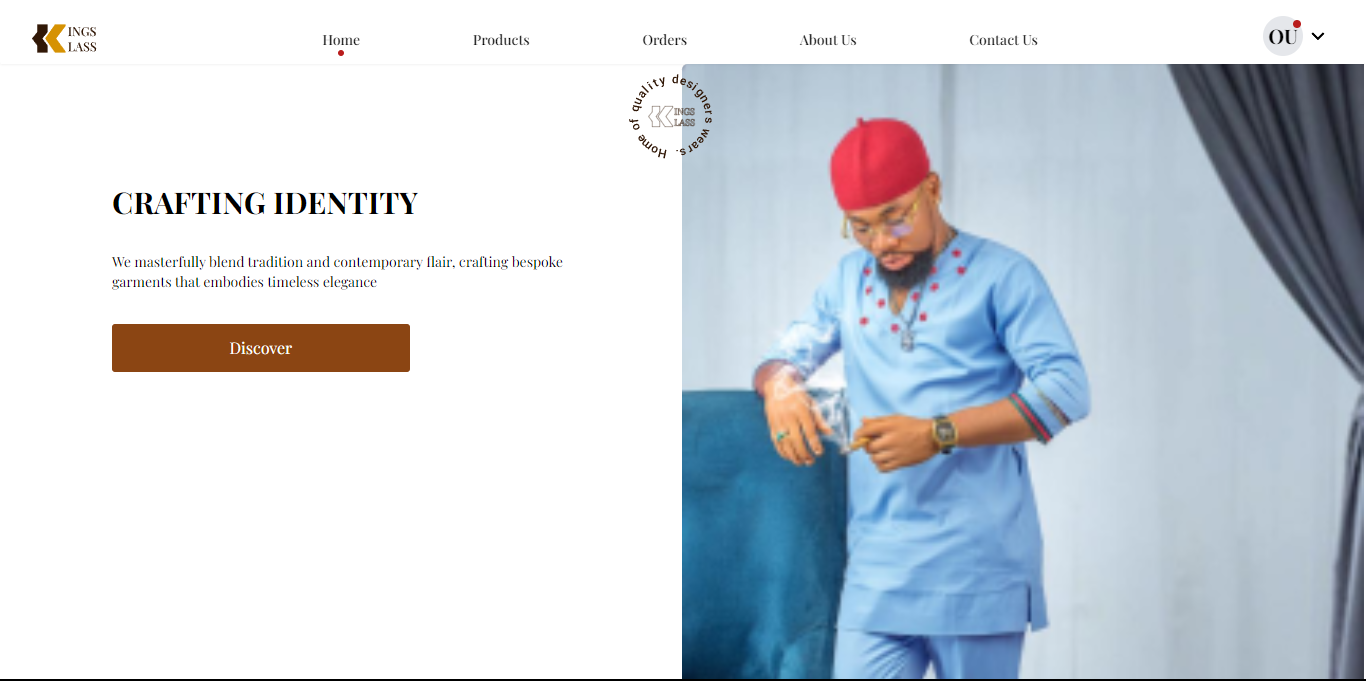 INGS
LASS
Home
Products
Orders
About Us
Contact Us
OU
Home of quality designers wears.
INGS
LASS
CRAFTING IDENTITY
We masterfully blend tradition and contemporary flair, crafting bespoke
garments that embodies timeless elegance
Discover